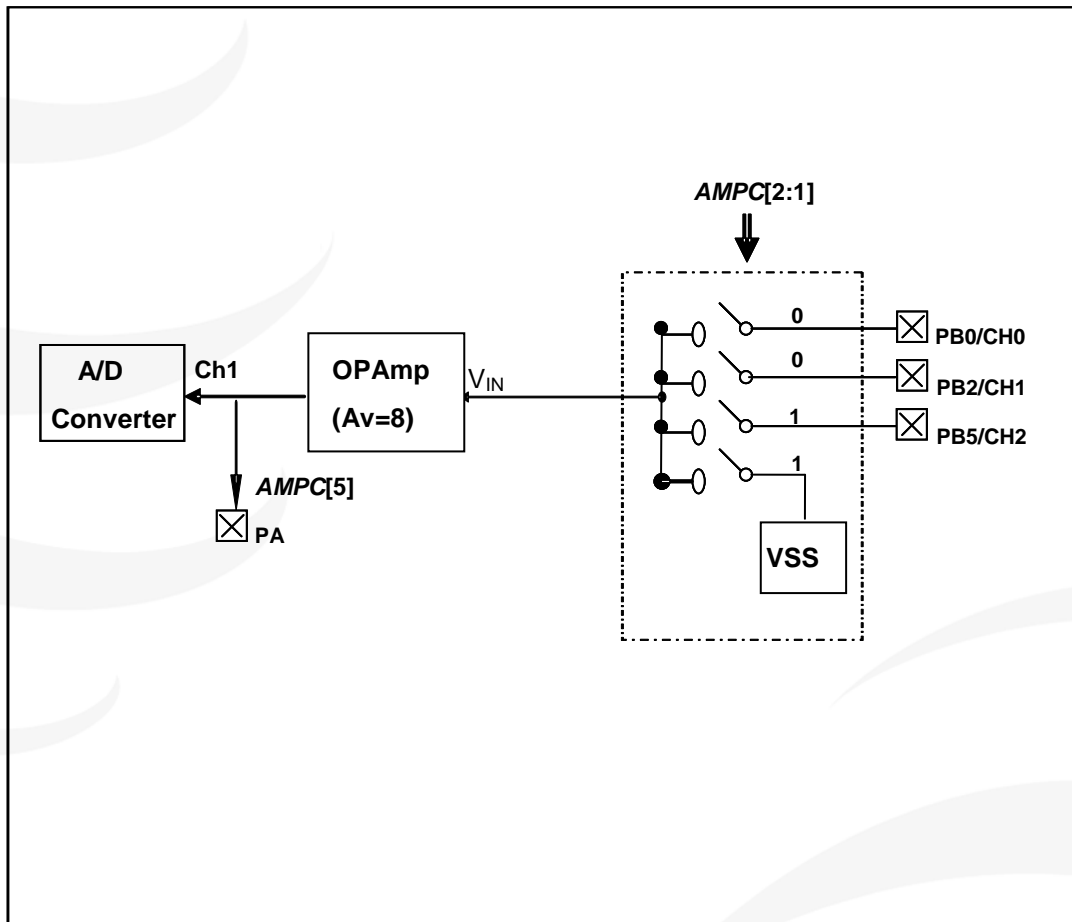 AMPC[2:1]
0
PB0/CH0
0
PB2/CH1
1
PB5/CH2
1
VSS
A/D
Converter
Ch1
OPAmp
(Av=8)
VIN
AMPC[5]
PA